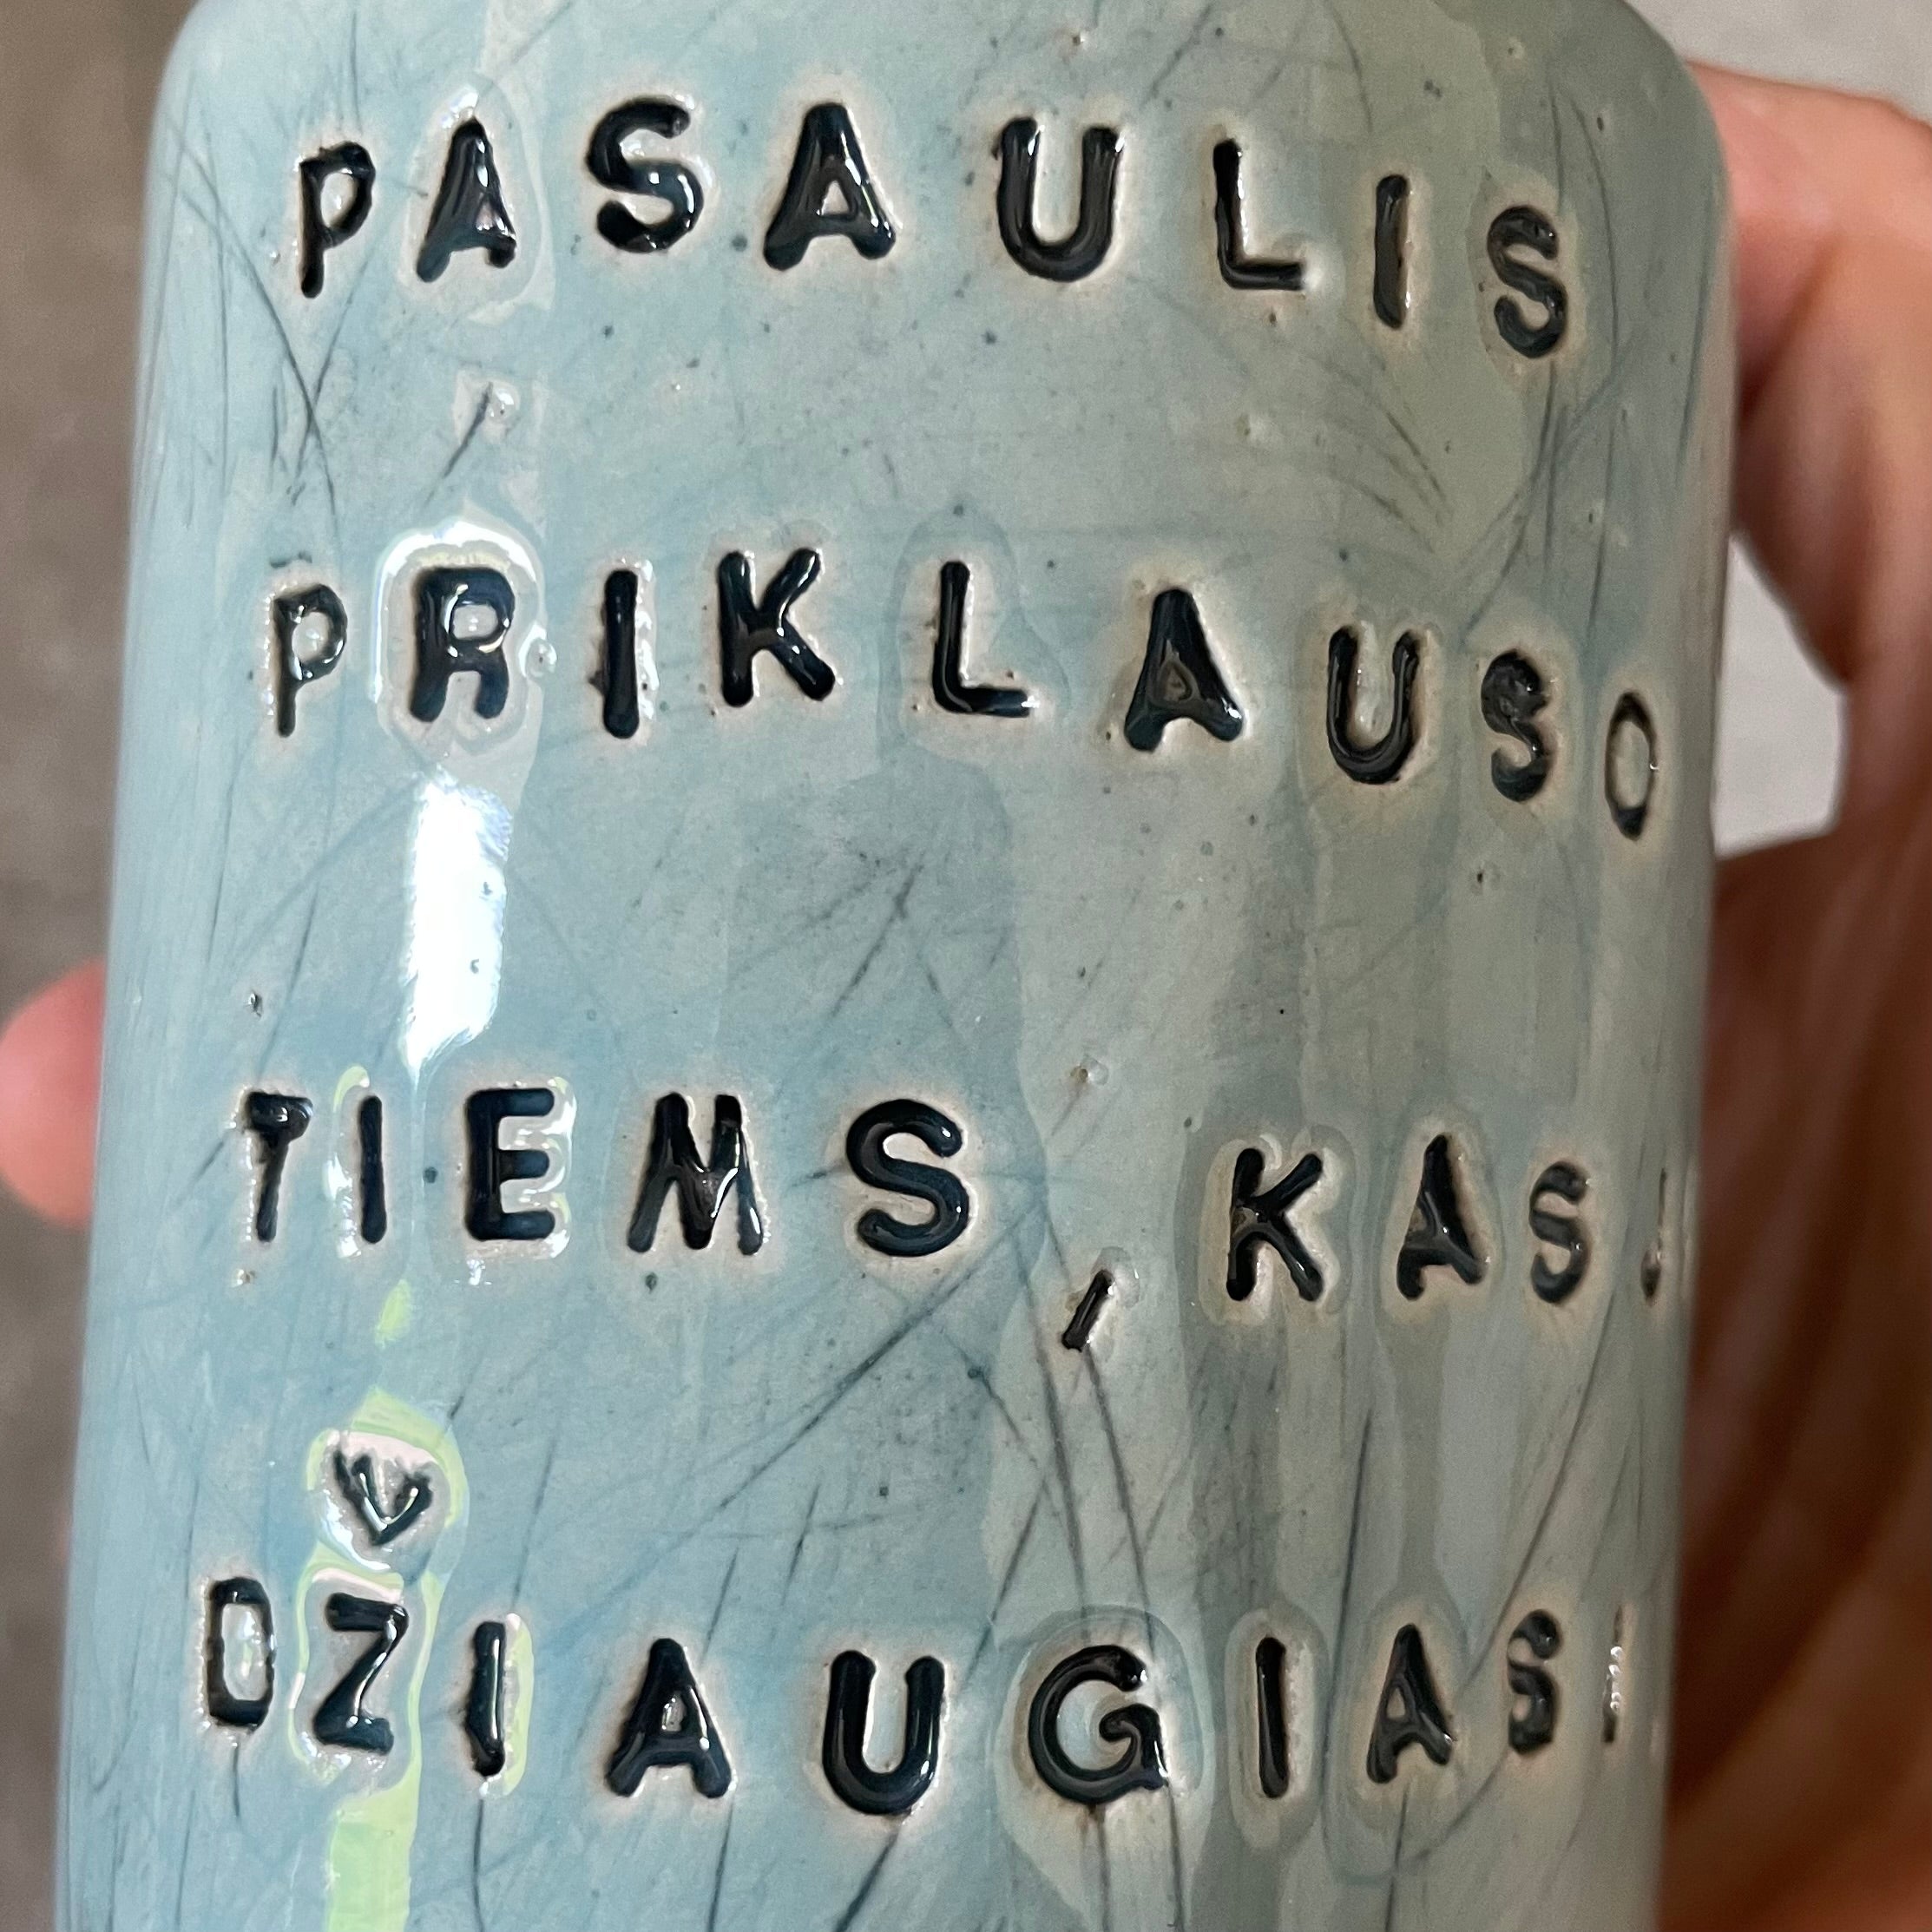 PASAULIS
PRIKLAUSO
TIEMS, KAS
DŽIAUGIASI